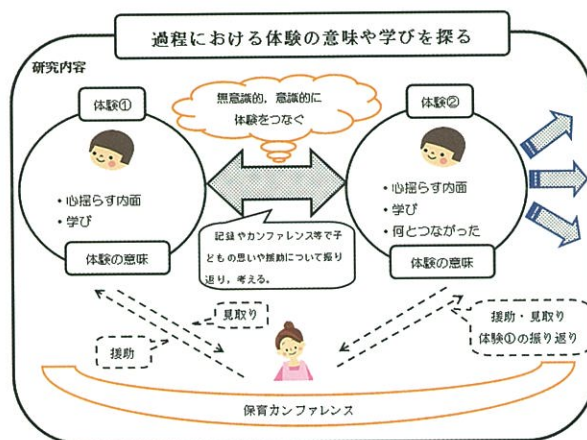 過程における体験の意味や学びを探る
研究内容
体験①
・心揺らす内面
・学び
体験の意味
無意識的,意識的に
体験をつなぐ
体験②
・心揺らす内面
・学び
・何とつながった
体験の意味
記録やカンファレンス等で子
どもの思いや援助について振り
返り,考える。
見取り
援助
援助・見取り
体験①の振り返り
保育カンファレンス